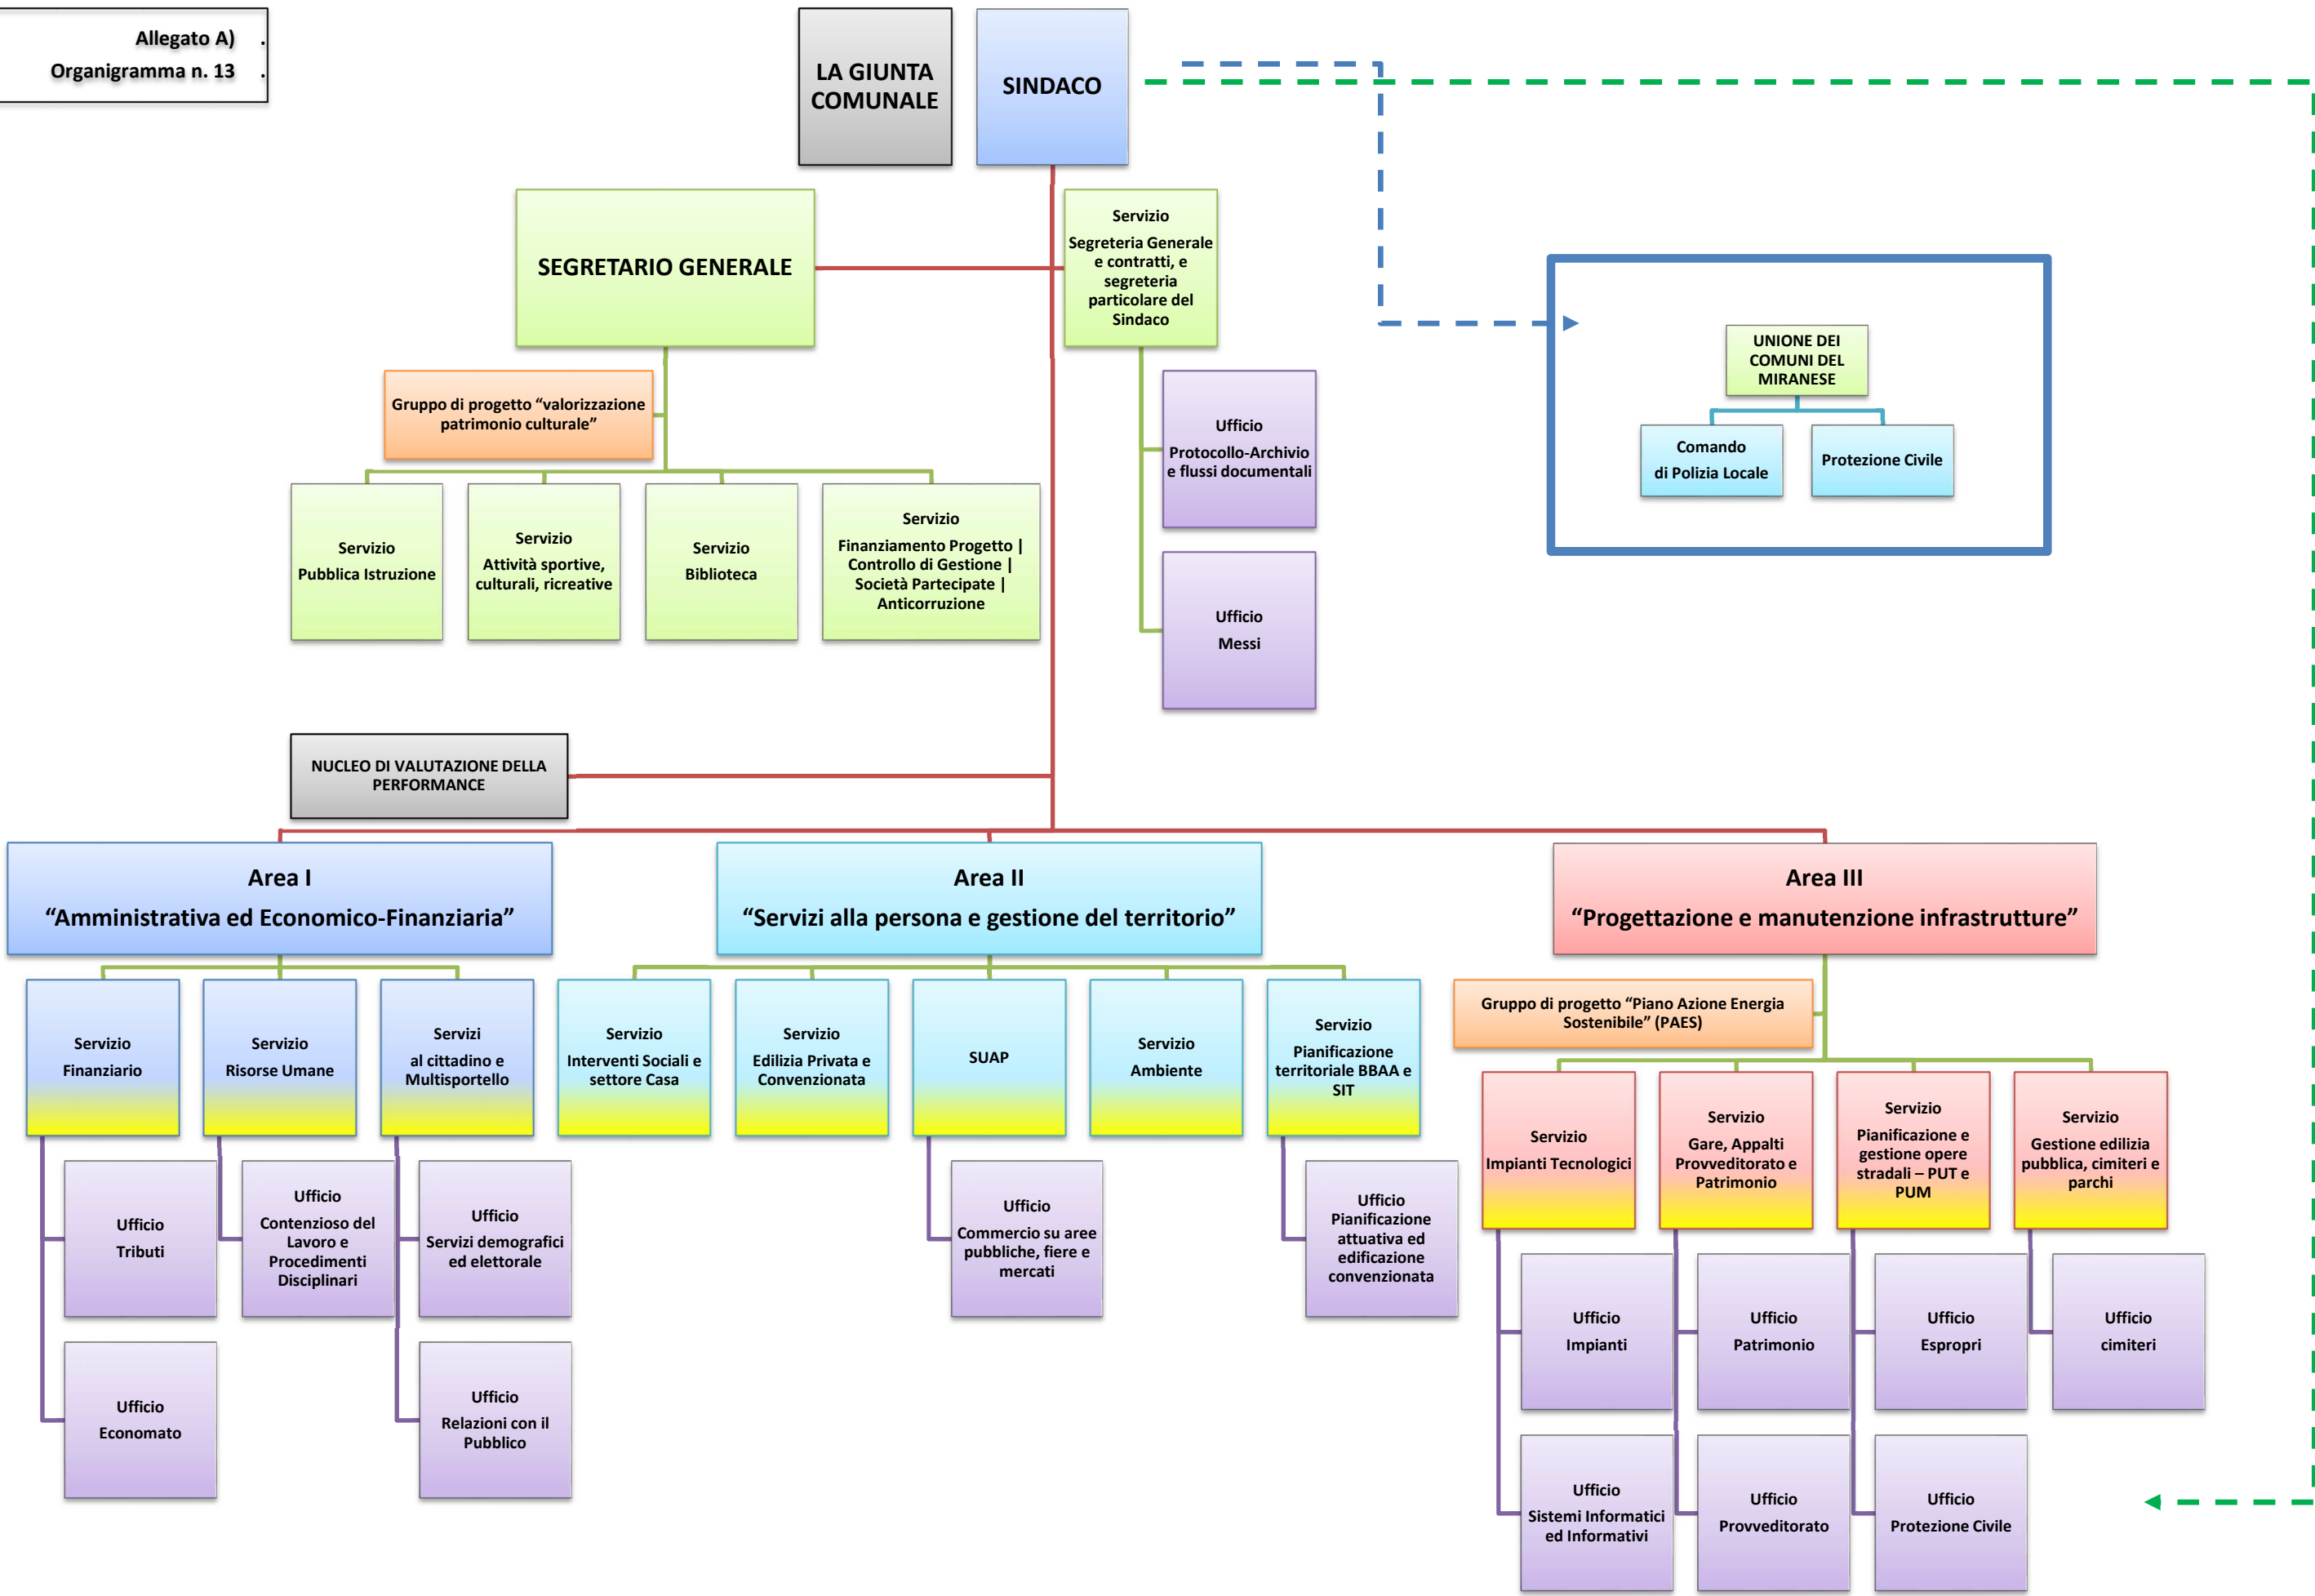 Allegato A) .
Organigramma n. 13 .
LA GIUNTA
COMUNALE
SINDACO
SEGRETARIO GENERALE
Servizio
Segreteria Generale
e contratti, e
segreteria
particolare del
Sindaco
Gruppo di progetto “valorizzazione
patrimonio culturale”
Ufficio
Protocollo-Archivio
e flussi documentali
Ufficio
Messi
UNIONE DEI
COMUNI DEL
MIRANESE
Comando
di Polizia Locale
Protezione Civile
Servizio
Pubblica Istruzione
Servizio
Attività sportive,
culturali, ricreative
Servizio
Biblioteca
Servizio
Finanziamento Progetto |
Controllo di Gestione |
Società Partecipate |
Anticorruzione
NUCLEO DI VALUTAZIONE DELLA
PERFORMANCE
Area I
“Amministrativa ed Economico-Finanziaria”
Area II
“Servizi alla persona e gestione del territorio”
Area III
“Progettazione e manutenzione infrastrutture”
Servizio
Finanziario
Servizio
Risorse Umane
Servizi
al cittadino e
Multisportello
Servizio
Interventi Sociali e
settore Casa
Servizio
Edilizia Privata e
Convenzionata
SUAP
Servizio
Ambiente
Servizio
Pianificazione
territoriale BBAA e
SIT
Gruppo di progetto “Piano Azione Energia
Sostenibile” (PAES)
Servizio
Impianti Tecnologici
Servizio
Gare, Appalti
Provveditorato e
Patrimonio
Servizio
Pianificazione e
gestione opere
stradali – PUT e
PUM
Servizio
Gestione edilizia
pubblica, cimiteri e
parchi
Ufficio
Tributi
Ufficio
Contenzioso del
Lavoro e
Procedimenti
Disciplinari
Ufficio
Servizi demografici
ed elettorale
Ufficio
Commercio su aree
pubbliche, fiere e
mercati
Ufficio
Pianificazione
attuativa ed
edificazione
convenzionata
Ufficio
Impianti
Ufficio
Patrimonio
Ufficio
Espropri
Ufficio
cimiteri
Ufficio
Economato
Ufficio
Relazioni con il
Pubblico
Ufficio
Sistemi Informatici
ed Informativi
Ufficio
Provveditorato
Ufficio
Protezione Civile